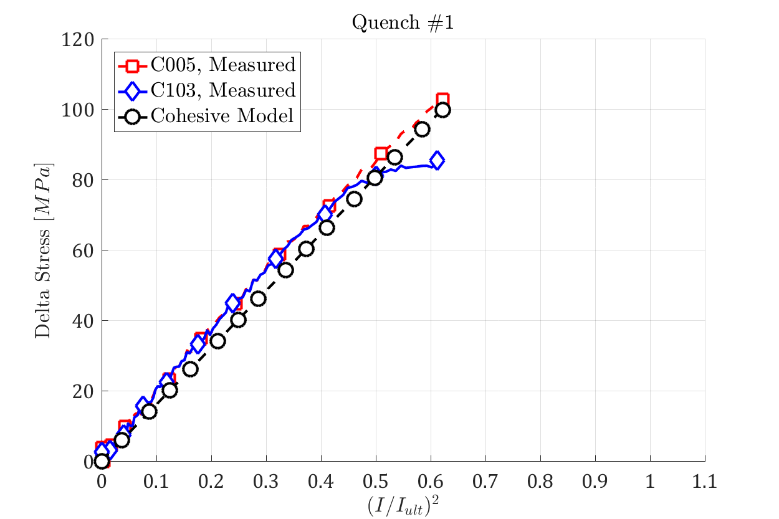 Quench #1
C005, Measured
C103, Measured
Cohesive Model
Delta Stress [MPa]
120
100
80
60
40
20
0
0 0.1 0.2 0.3 0.4 0.5 0.6 0.7 0.8 0.9 1 1.1
(I/I_ult)²